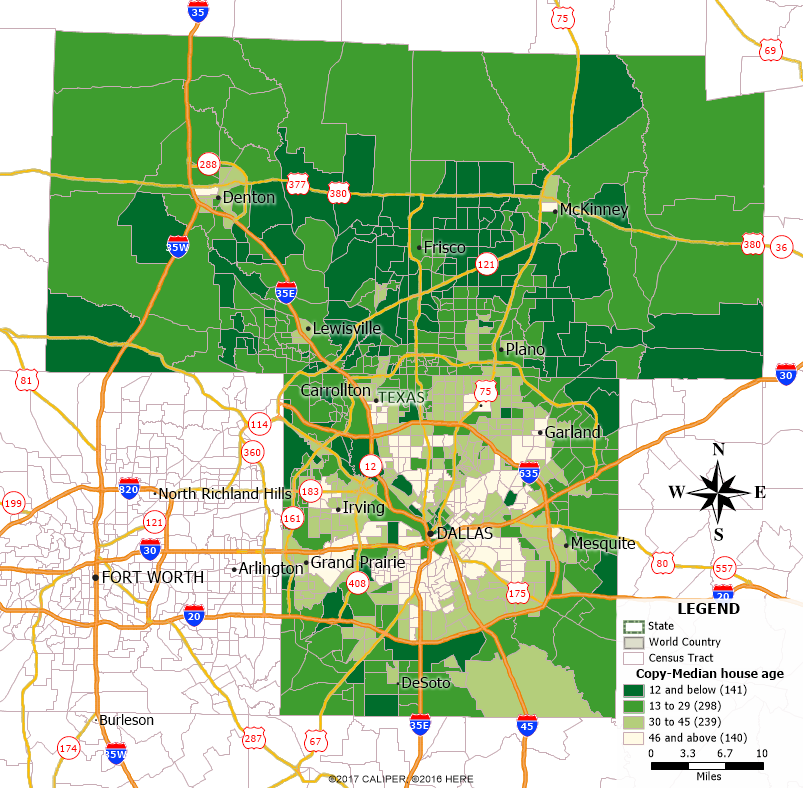 35
75
69
288
377
380
Denton
McKinney
35W
Frisco
380
36
121
35E
Lewisville
Plano
81
30
Carrollton
TEXAS
75
114
Garland
360
12
635
N
W E
S
820
North Richland Hills
183
199
161
Irving
121
DALLAS
30
Mesquite
80
557
Arlington
Grand Prairie
FORT WORTH
408
175
20
20
LEGEND
State
World Country
Census Tract
Copy-Median house age
12 and below (141)
13 to 29 (298)
30 to 45 (239)
46 and above (140)
0 3.3 6.7 10
Miles
DeSoto
Burleson
35E
45
287
67
174
35W
©2017 CALIPER; ©2016 HERE